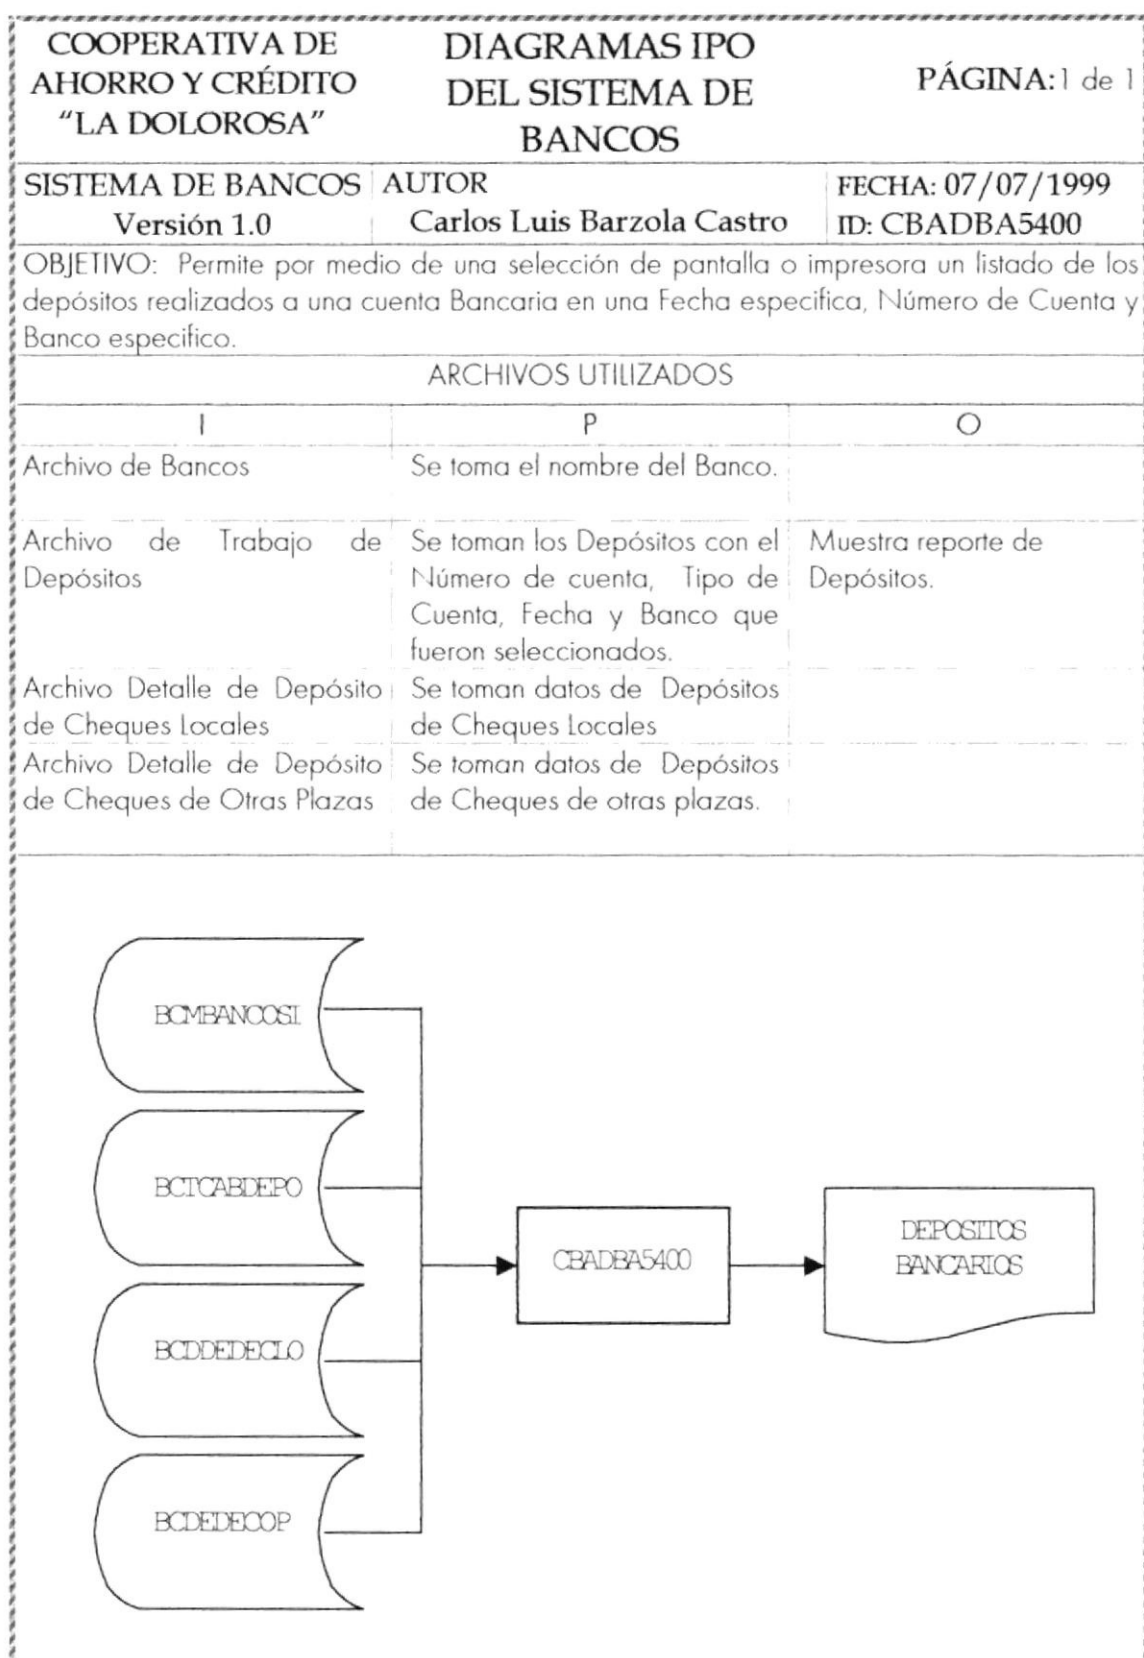 COOPERATIVA DE
AHORRO Y CRÉDITO
"LA DOLOROSA"
DIAGRAMAS IPO
DEL SISTEMA DE
BANCOS
PÁGINA: 1 de 1
SISTEMA DE BANCOS
Versión 1.0
AUTOR
Carlos Luis Barzola Castro
FECHA: 07/07/1999
ID: CBADBA5400
OBJETIVO: Permite por medio de una selección de pantalla o impresora un listado de los
depósitos realizados a una cuenta Bancaria en una Fecha especifica, Número de Cuenta y
Banco especifico.
ARCHIVOS UTILIZADOS
I
P
O
Archivo de Bancos
Se toma el nombre del Banco.
Archivo de Trabajo de
Depósitos
Se toman los Depósitos con el
Número de cuenta, Tipo de
Cuenta, Fecha y Banco que
fueron seleccionados.
Muestra reporte de
Depósitos.
Archivo Detalle de Depósito
de Cheques Locales
Se toman datos de Depósitos
de Cheques Locales
Archivo Detalle de Depósito
de Cheques de Otras Plazas
Se toman datos de Depósitos
de Cheques de otras plazas.
BCMBANCOSI
BCTCABDEPO
BCDDEDECLO
BCDEDECOP
CBADBA5400
DEPOSITOS
BANCARIOS